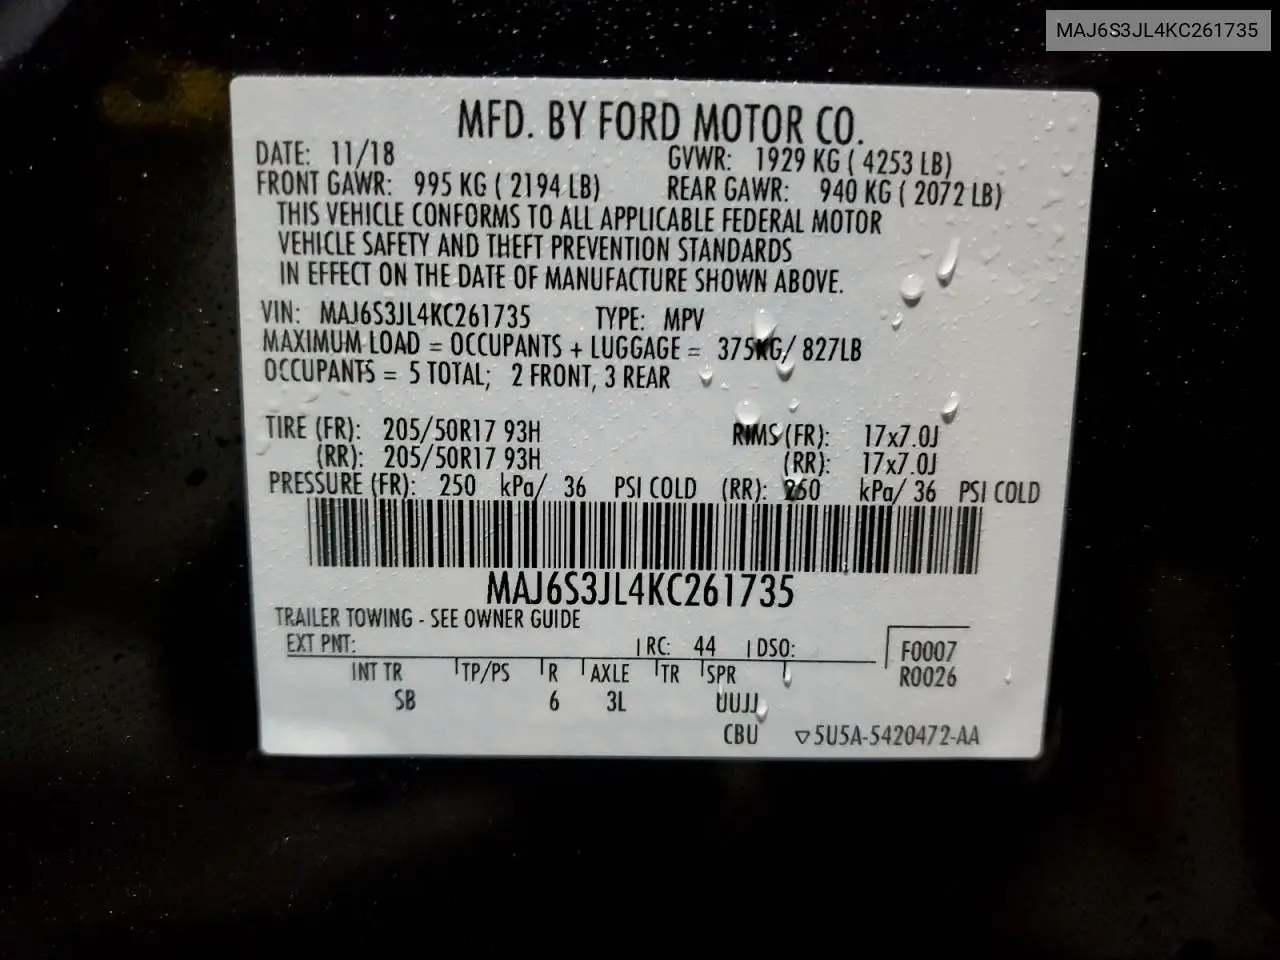 MAJ6S3JL4KC261735
MFD. BY FORD MOTOR CO.
DATE: 11/18 GVWR: 1929 KG ( 4253 LB)
FRONT GAWR: 995 KG ( 2194 LB) REAR GAWR: 940 KG ( 2072 LB)
THIS VEHICLE CONFORMS TO ALL APPLICABLE FEDERAL MOTOR
VEHICLE SAFETY AND THEFT PREVENTION STANDARDS
IN EFFECT ON THE DATE OF MANUFACTURE SHOWN ABOVE.
VIN: MAJ6S3JL4KC261735 TYPE: MPV
MAXIMUM LOAD = OCCUPANTS + LUGGAGE = 375KG/ 827LB
OCCUPANTS = 5 TOTAL; 2 FRONT, 3 REAR
TIRE (FR): 205/50R17 93H RIMS (FR): 17x7.0J
(RR): 205/50R17 93H (RR): 17x7.0J
PRESSURE (FR): 250 kPa/ 36 PSI COLD (RR): 250 kPa/ 36 PSI COLD
MAJ6S3JL4KC261735
TRAILER TOWING - SEE OWNER GUIDE
EXT PNT: RC: 44 DSO: F0007
INT TR TP/PS R AXLE TR SPR R0026
SB 6 3L UUJJ
CBU ▽5U5A-5420472-AA